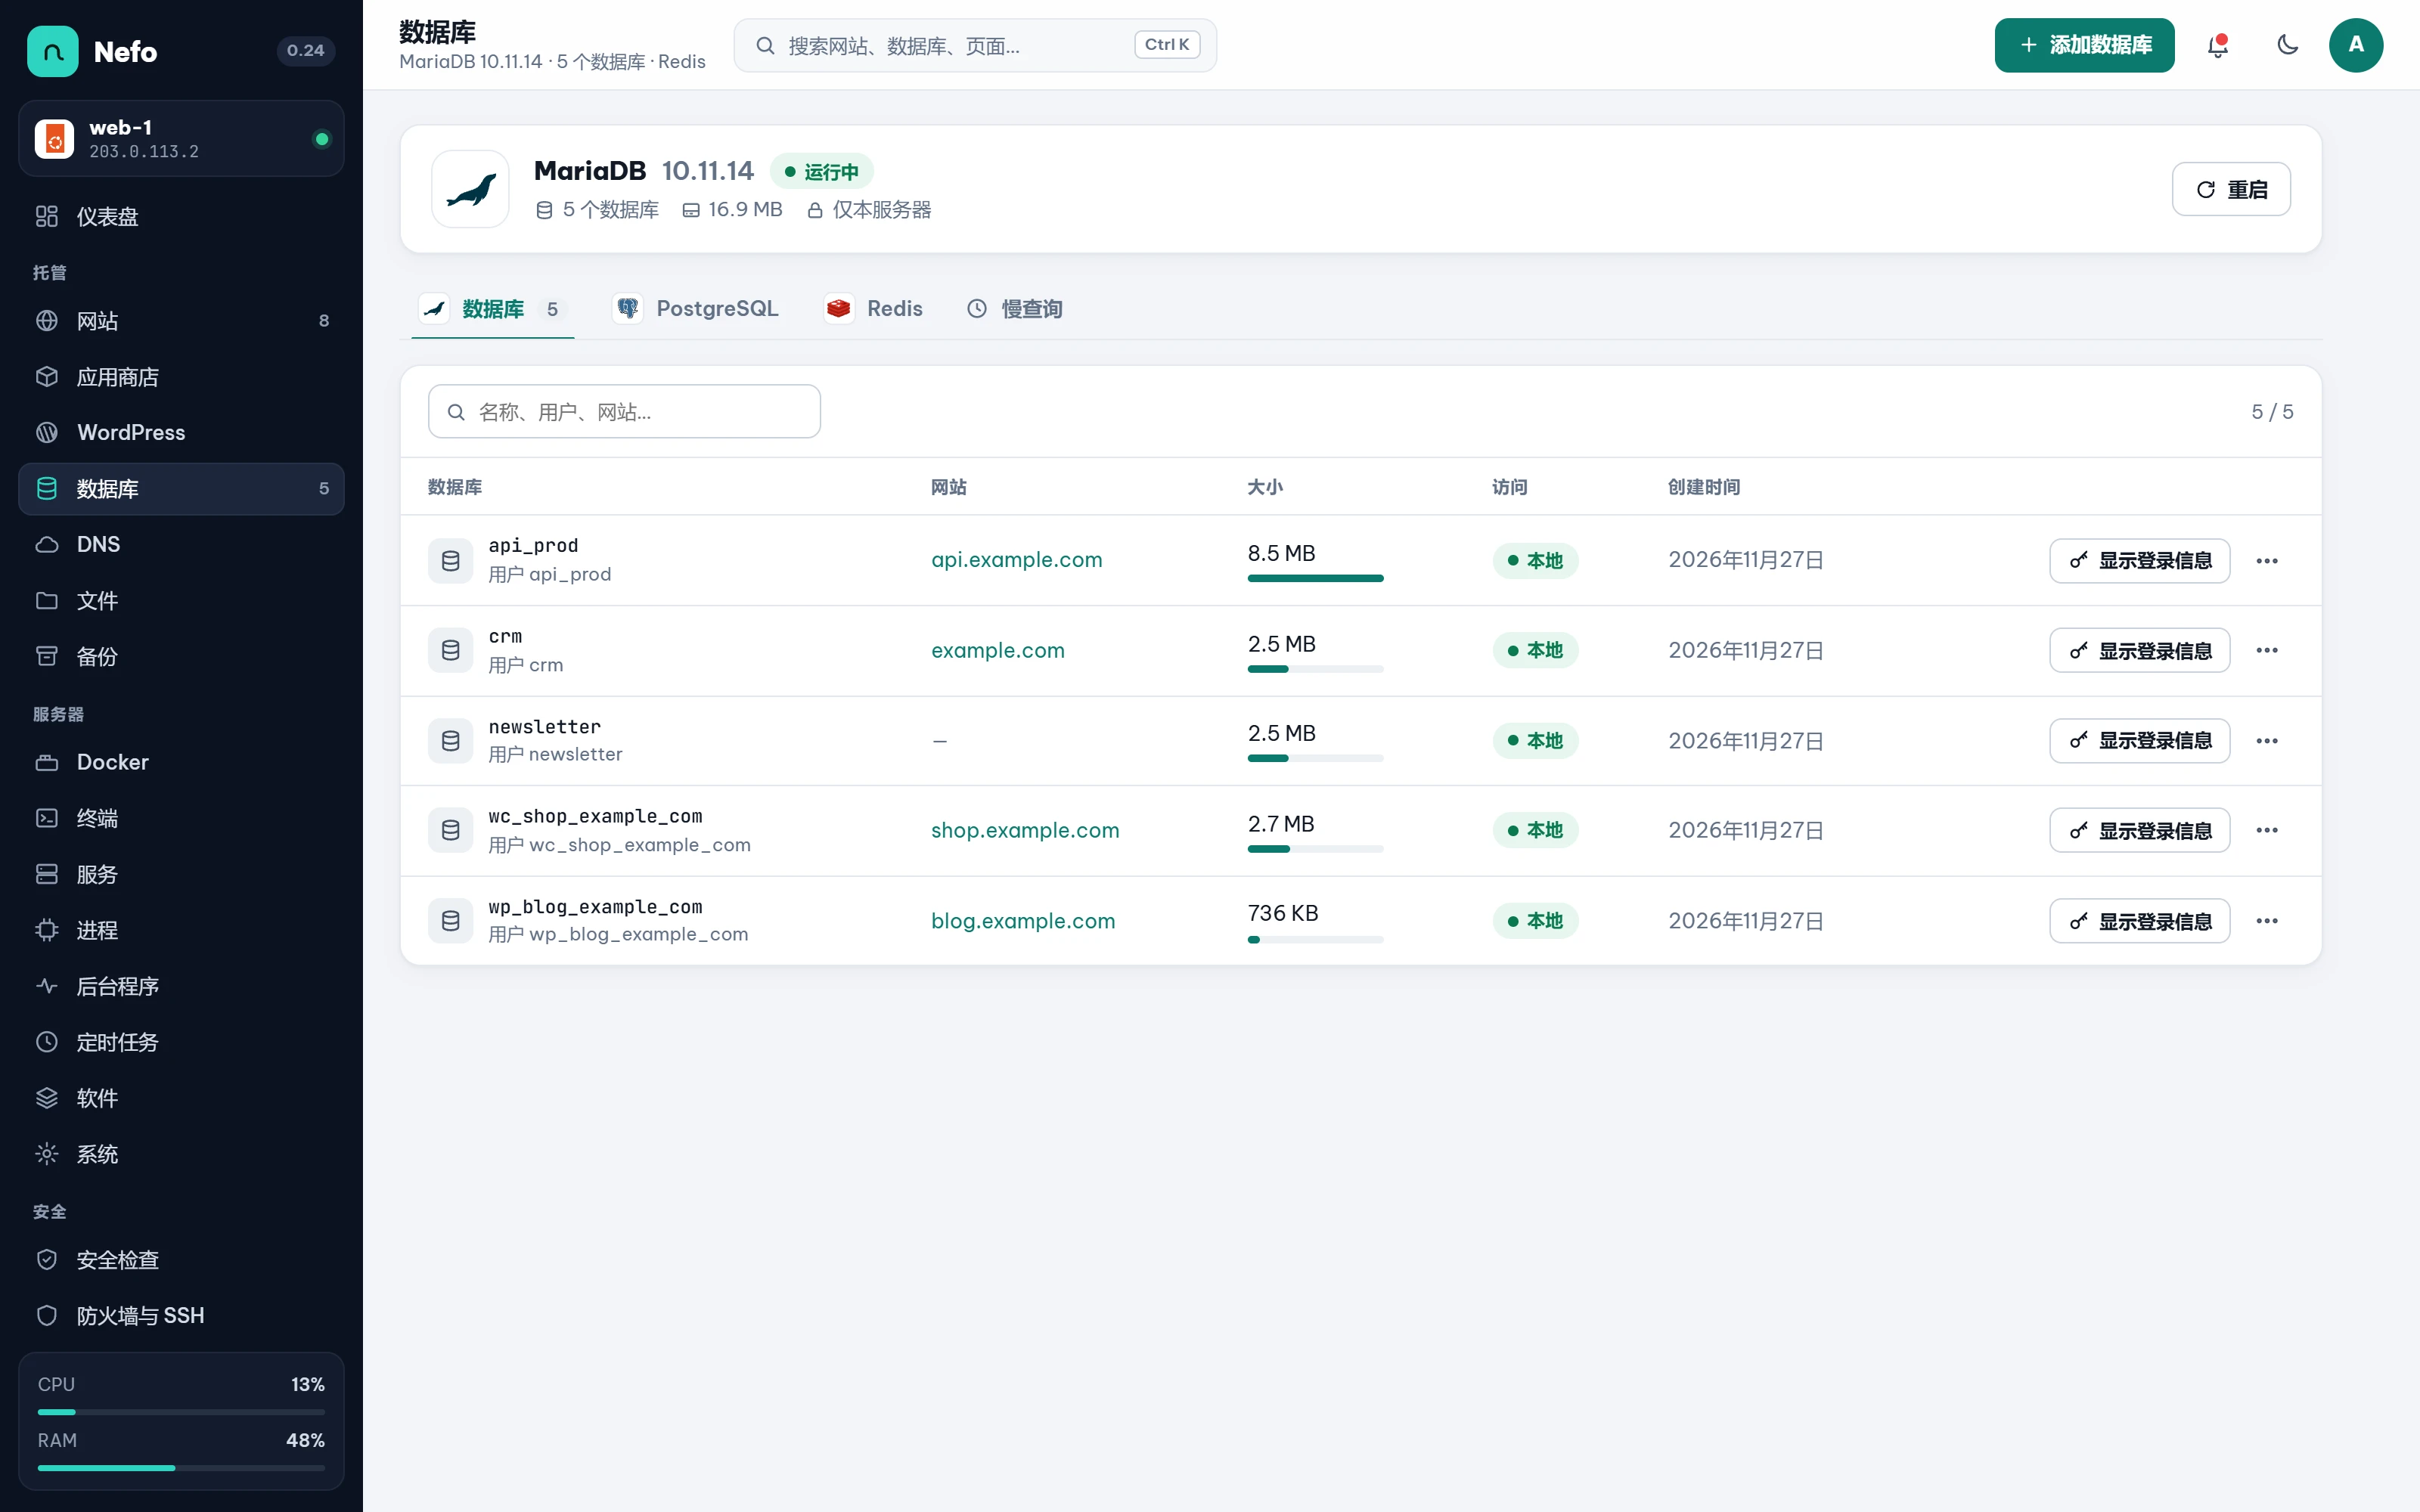 Nefo
0.24
web-1
203.0.113.2
仪表盘
托管
网站
8
应用商店
WordPress
数据库
5
DNS
文件
备份
服务器
Docker
终端
服务
进程
后台程序
定时任务
软件
系统
安全
安全检查
防火墙与 SSH
CPU
13%
RAM
48%
数据库
MariaDB 10.11.14 · 5 个数据库 · Redis
搜索网站、数据库、页面...
Ctrl K
添加数据库
A
MariaDB 10.11.14
运行中
5 个数据库
16.9 MB
仅本服务器
重启
数据库 5
PostgreSQL
Redis
慢查询
名称、用户、网站...
5 / 5
数据库 网站 大小 访问 创建时间
api_prod
用户 api_prod
api.example.com
8.5 MB
本地
2026年11月27日
显示登录信息
crm
用户 crm
example.com
2.5 MB
本地
2026年11月27日
显示登录信息
newsletter
用户 newsletter
—
2.5 MB
本地
2026年11月27日
显示登录信息
wc_shop_example_com
用户 wc_shop_example_com
shop.example.com
2.7 MB
本地
2026年11月27日
显示登录信息
wp_blog_example_com
用户 wp_blog_example_com
blog.example.com
736 KB
本地
2026年11月27日
显示登录信息